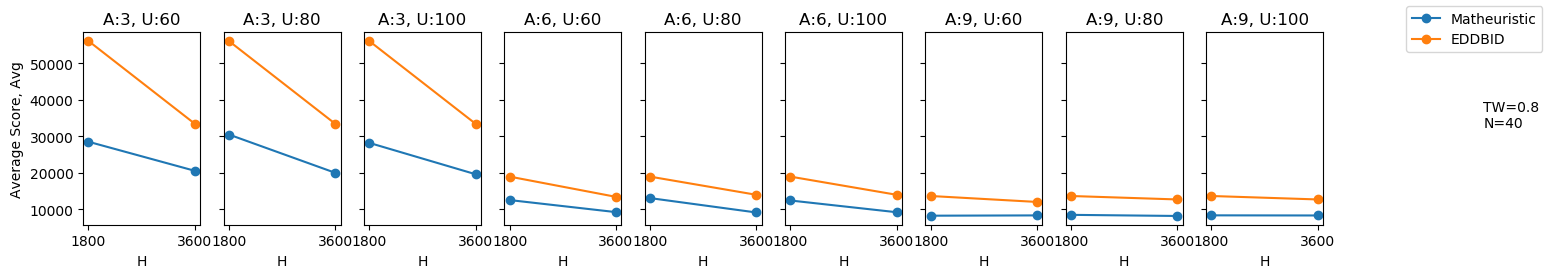 A:3, U:60 A:3, U:80 A:3, U:100 A:6, U:60 A:6, U:80 A:6, U:100 A:9, U:60 A:9, U:80 A:9, U:100
Matheuristic
EDDBID
Average Score, Avg
50000
40000
30000
20000
10000
TW=0.8
N=40
1800 3600 1800 3600 1800 3600 1800 3600 1800 3600 1800 3600 1800 3600 1800 3600 1800 3600
H H H H H H H H H